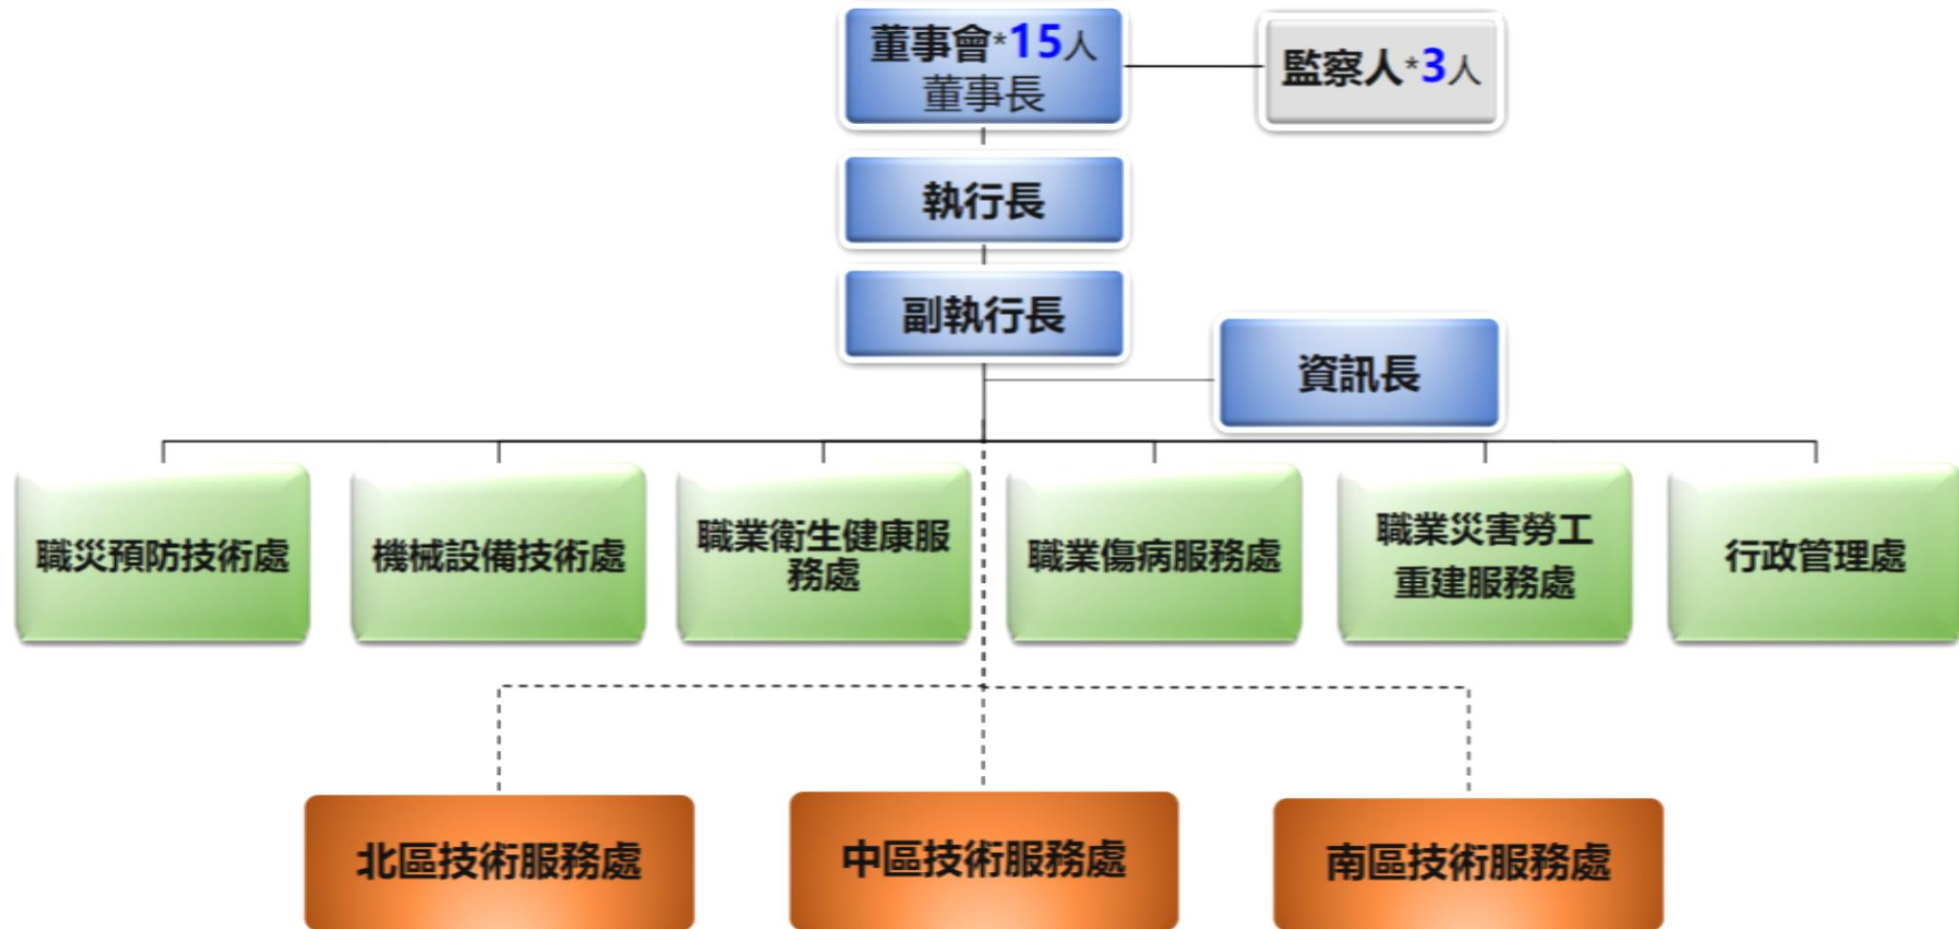 董事會*15人
董事長
監察人*3人
執行長
副執行長
資訊長
職災預防技術處
機械設備技術處
職業衛生健康服
務處
職業傷病服務處
職業災害勞工
重建服務處
行政管理處
北區技術服務處
中區技術服務處
南區技術服務處